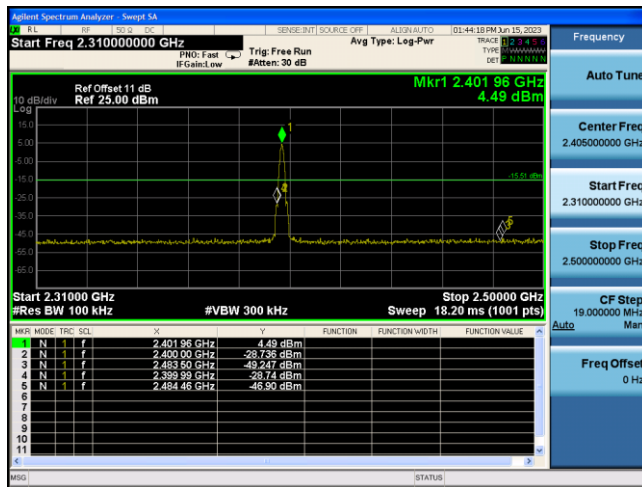 Agilent Spectrum Analyzer - Swept SA
RL RF 50 Ω DC SENSE:INT SOURCE OFF ALIGNAUTO 01:44:18 PM Jun 15, 2023
Start Freq 2.310000000 GHz
PNO: Fast
IFGain:Low
Trig: Free Run
#Atten: 30 dB
Avg Type: Log-Pwr
TRACE 1 2 3 4 5 6
TYPE M
DET P N N N N N
Ref Offset 11 dB
Ref 25.00 dBm
10 dB/div
Log
Mkr1 2.401 96 GHz
4.49 dBm
15.0
5.00
-5.00
-15.0
-25.0
-35.0
-45.0
-55.0
-65.0
1
-15.51 dBm
Start 2.31000 GHz
#Res BW 100 kHz
#VBW 300 kHz
Stop 2.50000 GHz
Sweep 18.20 ms (1001 pts)
MKR MODE TRC SCL X Y FUNCTION FUNCTION WIDTH FUNCTION VALUE
1 N 1 f 2.401 96 GHz 4.49 dBm
2 N 1 f 2.400 00 GHz -28.736 dBm
3 N 1 f 2.483 50 GHz -49.247 dBm
4 N 1 f 2.399 99 GHz -28.74 dBm
5 N 1 f 2.484 46 GHz -46.90 dBm
6
7
8
9
10
11
MSG
STATUS
Frequency
Auto Tune
Center Freq
2.405000000 GHz
Start Freq
2.310000000 GHz
Stop Freq
2.500000000 GHz
CF Step
19.000000 MHz
Auto Man
Freq Offset
0 Hz